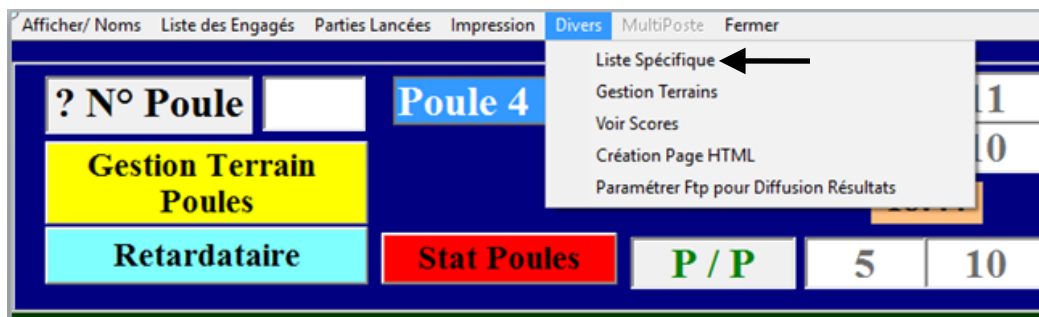 Afficher/ Noms Liste des Engagés Parties Lancées Impression Divers MultiPoste Fermer
Liste Spécifique
Gestion Terrains
Voir Scores
Création Page HTML
Paramétrer Ftp pour Diffusion Résultats
? N° Poule Poule 4 11
10
Gestion Terrain
Poules
Retardataire Stat Poules P / P 5 10